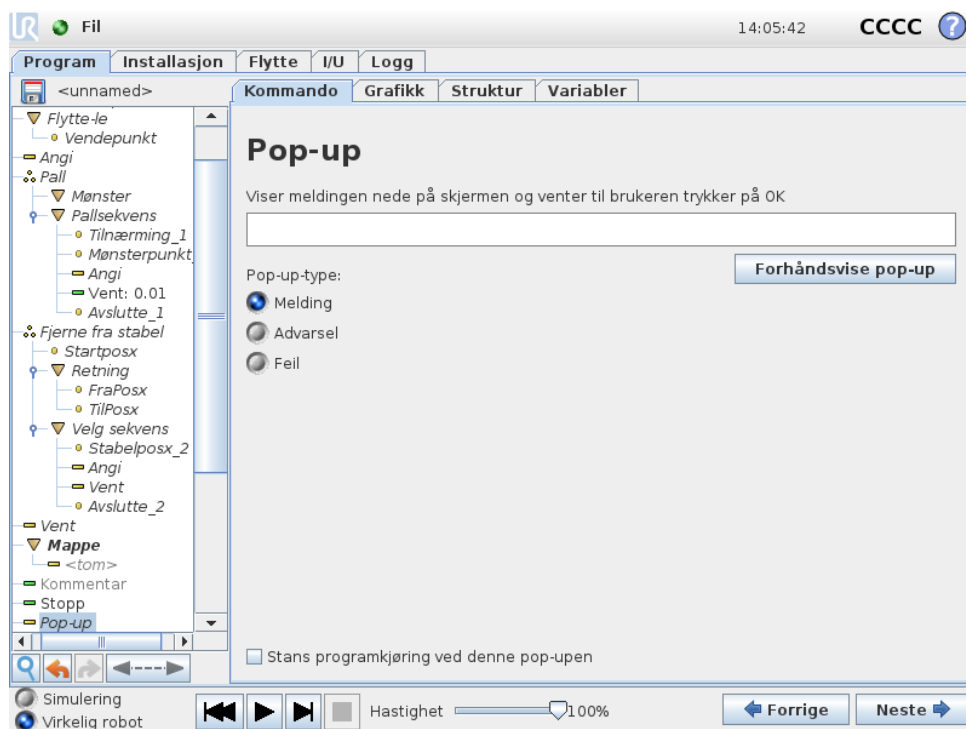 UR Fil 14:05:42 CCCC ?
Program Installasjon Flytte I/U Logg
<unnamed>
Kommando Grafikk Struktur Variabler
Flytte-le
Vendepunkt
Angi
Pall
Mønster
Pallsekvens
Tilnærming_1
Mønsterpunkt
Angi
Vent: 0.01
Avslutte_1
Fjerne fra stabel
Startposx
Retning
FraPosx
TilPosx
Velg sekvens
Stabelposx_2
Angi
Vent
Avslutte_2
Vent
Mappe
<tom>
Kommentar
Stopp
Pop-up
Pop-up
Viser meldingen nede på skjermen og venter til brukeren trykker på OK
Forhåndsvise pop-up
Pop-up-type:
Melding
Advarsel
Feil
Stans programkjøring ved denne pop-upen
Simulering
Virkelig robot
Hastighet 100%
Forrige Neste